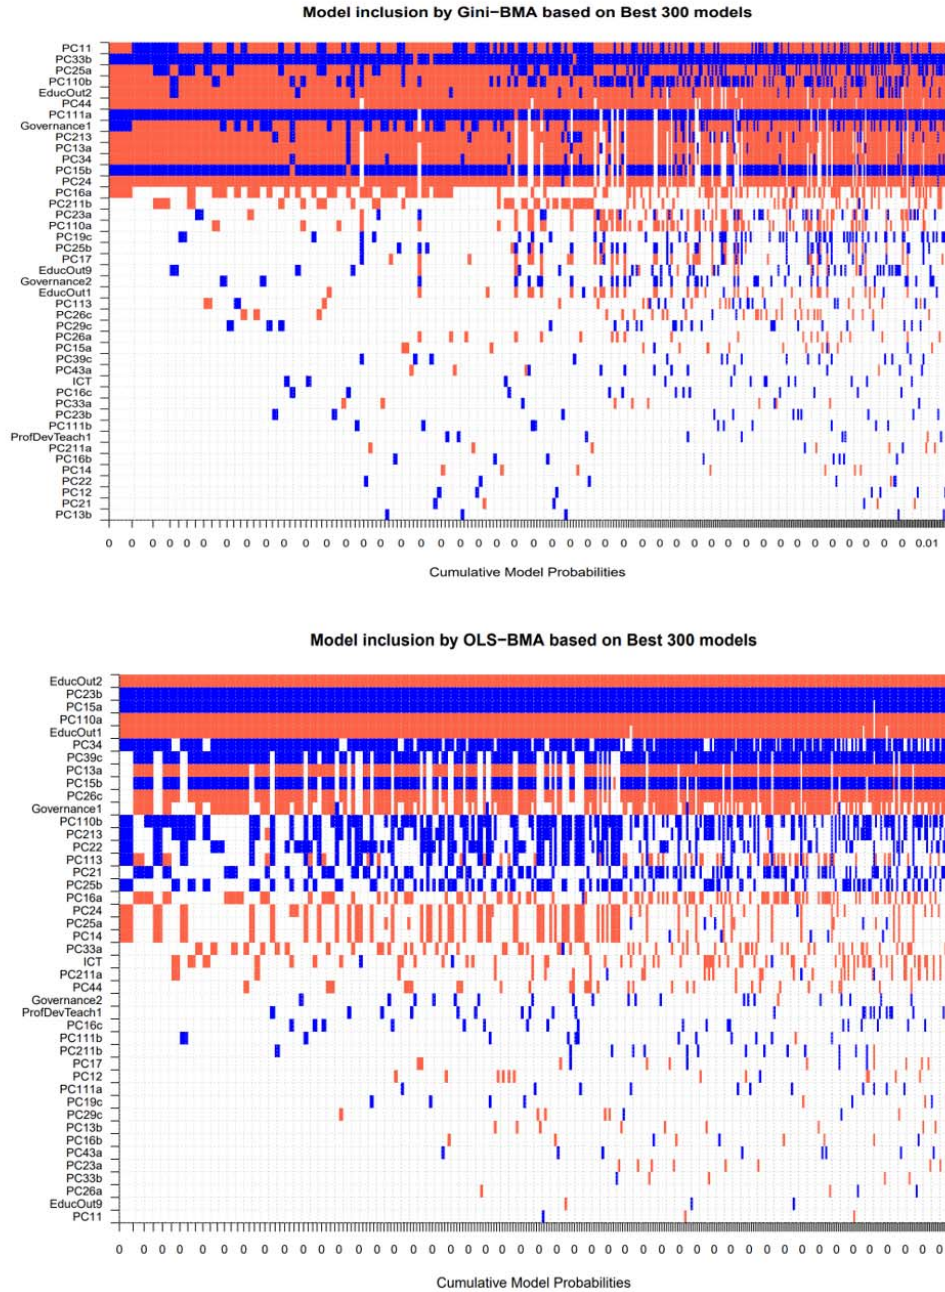 Model inclusion by Gini−BMA based on Best 300 models
PC11
PC33b
PC25a
PC110b
EducOut2
PC44
PC111a
Governance1
PC213
PC13a
PC34
PC15b
PC24
PC16a
PC211b
PC23a
PC110a
PC19c
PC25b
PC17
EducOut9
Governance2
EducOut1
PC113
PC26c
PC29c
PC26a
PC15a
PC39c
PC43a
ICT
PC16c
PC33a
PC23b
PC111b
ProfDevTeach1
PC211a
PC16b
PC14
PC22
PC12
PC21
PC13b
0 0 0 0 0 0 0 0 0 0 0 0 0 0 0 0 0 0 0 0 0 0 0 0 0 0 0 0 0 0 0 0 0 0 0 0 0 0 0.01
Cumulative Model Probabilities
Model inclusion by OLS−BMA based on Best 300 models
EducOut2
PC23b
PC15a
PC110a
EducOut1
PC34
PC39c
PC13a
PC15b
PC26c
Governance1
PC110b
PC213
PC22
PC113
PC21
PC25b
PC16a
PC24
PC25a
PC14
PC33a
ICT
PC211a
PC44
Governance2
ProfDevTeach1
PC16c
PC111b
PC211b
PC17
PC12
PC111a
PC19c
PC29c
PC13b
PC16b
PC43a
PC23a
PC33b
PC26a
EducOut9
PC11
0 0 0 0 0 0 0 0 0 0 0 0 0 0 0 0 0 0 0 0 0 0 0 0 0 0 0 0 0 0 0 0 0 0 0 0 0 0 0 0
Cumulative Model Probabilities